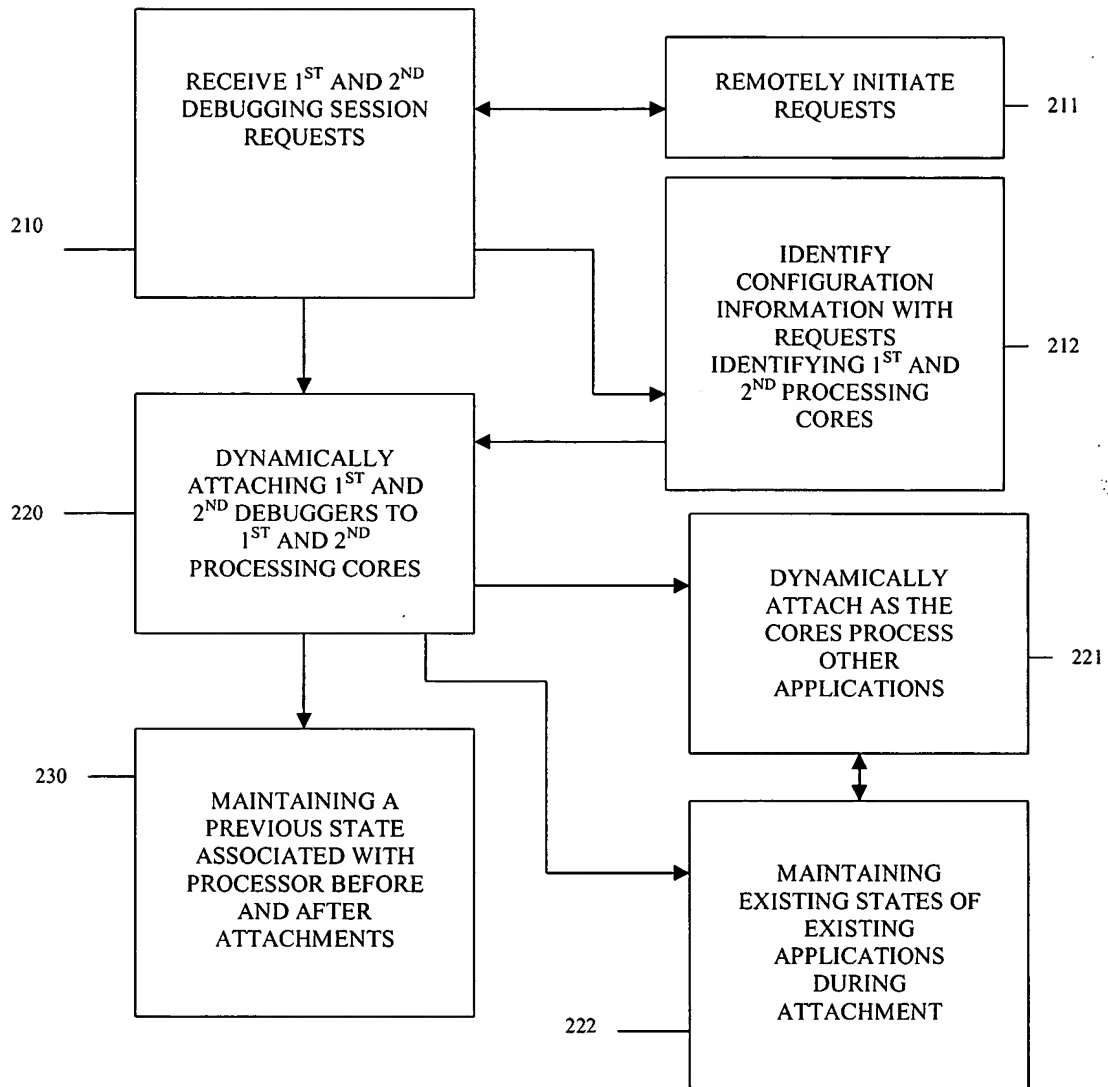 RECEIVE 1ST AND 2ND
DEBUGGING SESSION
REQUESTS
210
REMOTELY INITIATE
REQUESTS
211
IDENTIFY
CONFIGURATION
INFORMATION WITH
REQUESTS
IDENTIFYING 1ST AND
2ND PROCESSING
CORES
212
DYNAMICALLY
ATTACHING 1ST AND
2ND DEBUGGERS TO
1ST AND 2ND
PROCESSING CORES
220
DYNAMICALLY
ATTACH AS THE
CORES PROCESS
OTHER
APPLICATIONS
221
230
MAINTAINING A
PREVIOUS STATE
ASSOCIATED WITH
PROCESSOR BEFORE
AND AFTER
ATTACHMENTS
MAINTAINING
EXISTING STATES OF
EXISTING
APPLICATIONS
DURING
ATTACHMENT
222